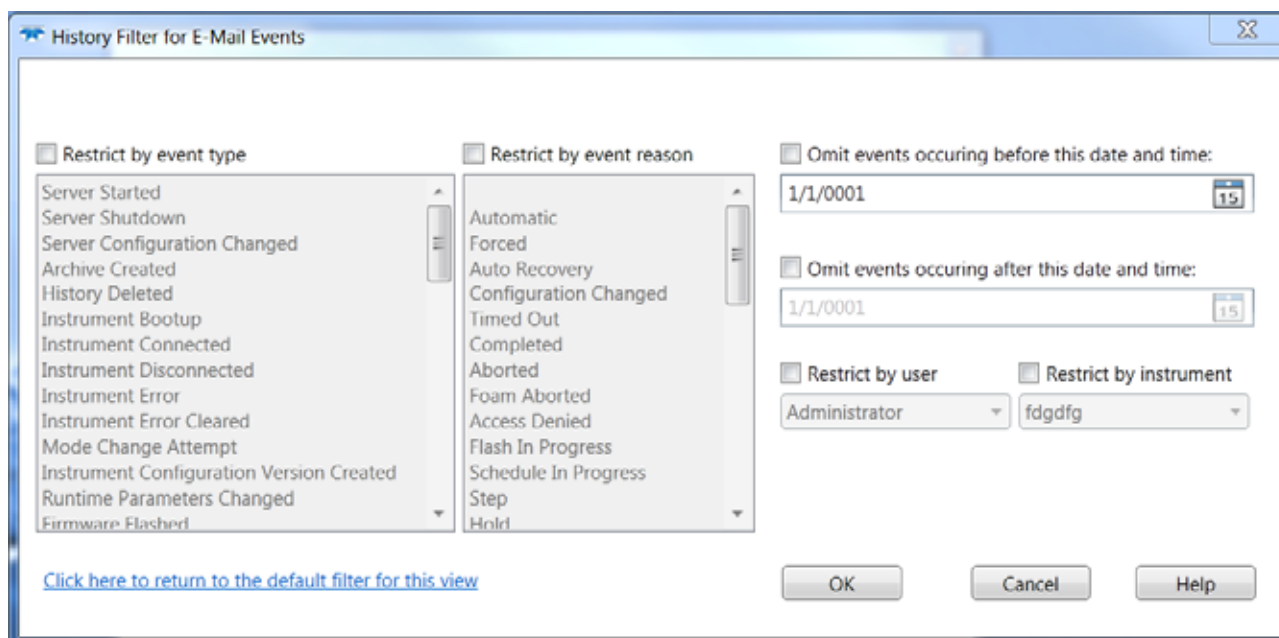 History Filter for E-Mail Events
Restrict by event type
Server Started
Server Shutdown
Server Configuration Changed
Archive Created
History Deleted
Instrument Bootup
Instrument Connected
Instrument Disconnected
Instrument Error
Instrument Error Cleared
Mode Change Attempt
Instrument Configuration Version Created
Runtime Parameters Changed
Firmware Flashed
Restrict by event reason
Automatic
Forced
Auto Recovery
Configuration Changed
Timed Out
Completed
Aborted
Foam Aborted
Access Denied
Flash In Progress
Schedule In Progress
Step
Hold
Omit events occuring before this date and time:
1/1/0001
15
Omit events occuring after this date and time:
1/1/0001
15
Restrict by user
Administrator
Restrict by instrument
fdgdfg
Click here to return to the default filter for this view
OK
Cancel
Help